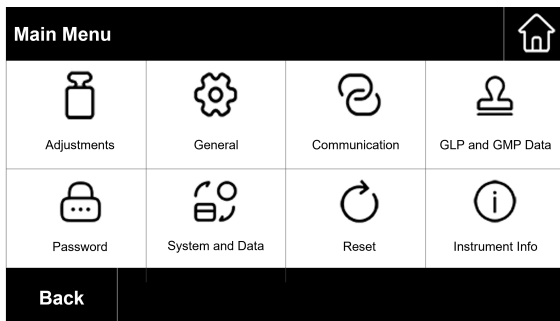 Main Menu
Adjustments
General
Communication
GLP and GMP Data
Password
System and Data
Reset
Instrument Info
Back